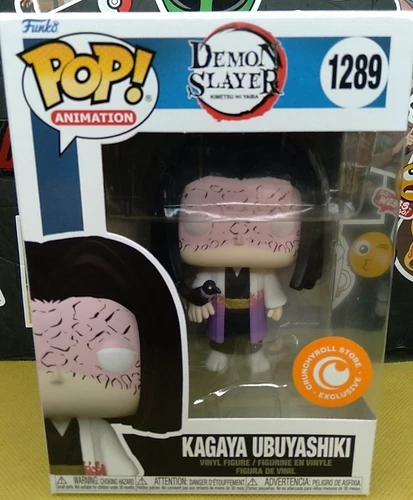 Funko
POP!
ANIMATION
DEMON
SLAYER
KIMETSU NO YAIBA
1289
CRUNCHYROLL STORE
EXCLUSIVE
KAGAYA UBUYASHIKI
VINYL FIGURE / FIGURINE EN VINYLE
FIGURA DE VINIL
WARNING: CHOKING HAZARD ATTENTION: DANGER D'ÉTOUFFEMENT ADVERTENCIA: PELIGRO DE ASFIXIA.